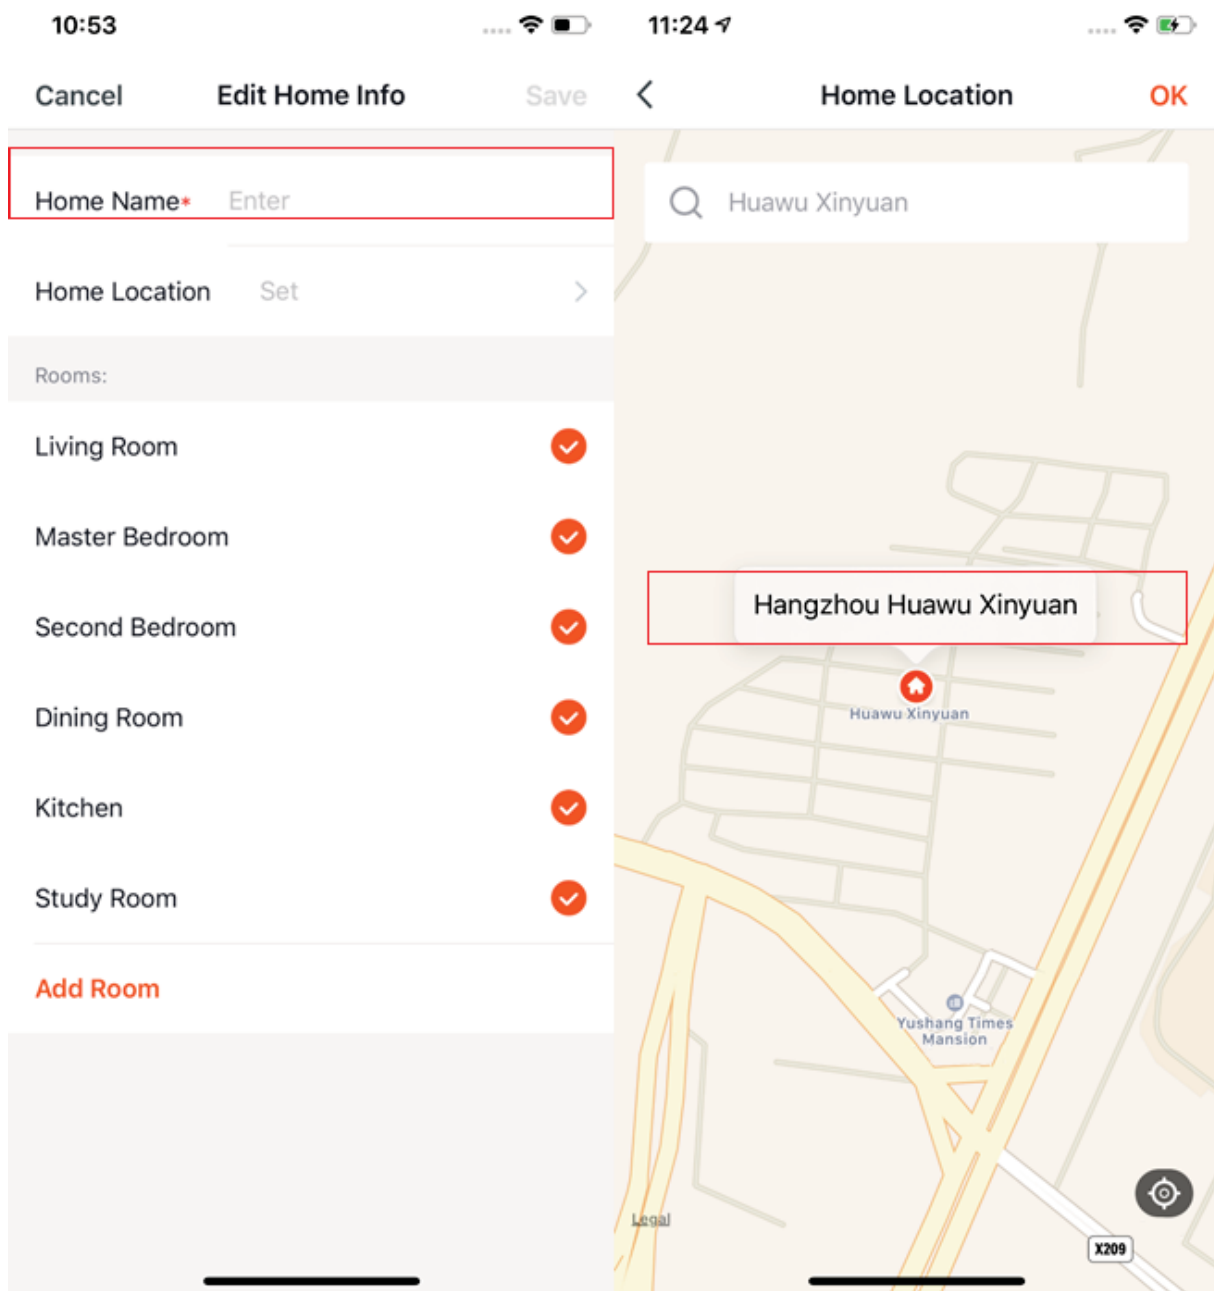 10:53
Cancel
Edit Home Info
Save
Home Name*
Enter
Home Location
Set
Rooms:
Living Room
Master Bedroom
Second Bedroom
Dining Room
Kitchen
Study Room
Add Room
11:24
Home Location
OK
Huawu Xinyuan
Hangzhou Huawu Xinyuan
Huawu Xinyuan
Yushang Times
Mansion
Legal
X209